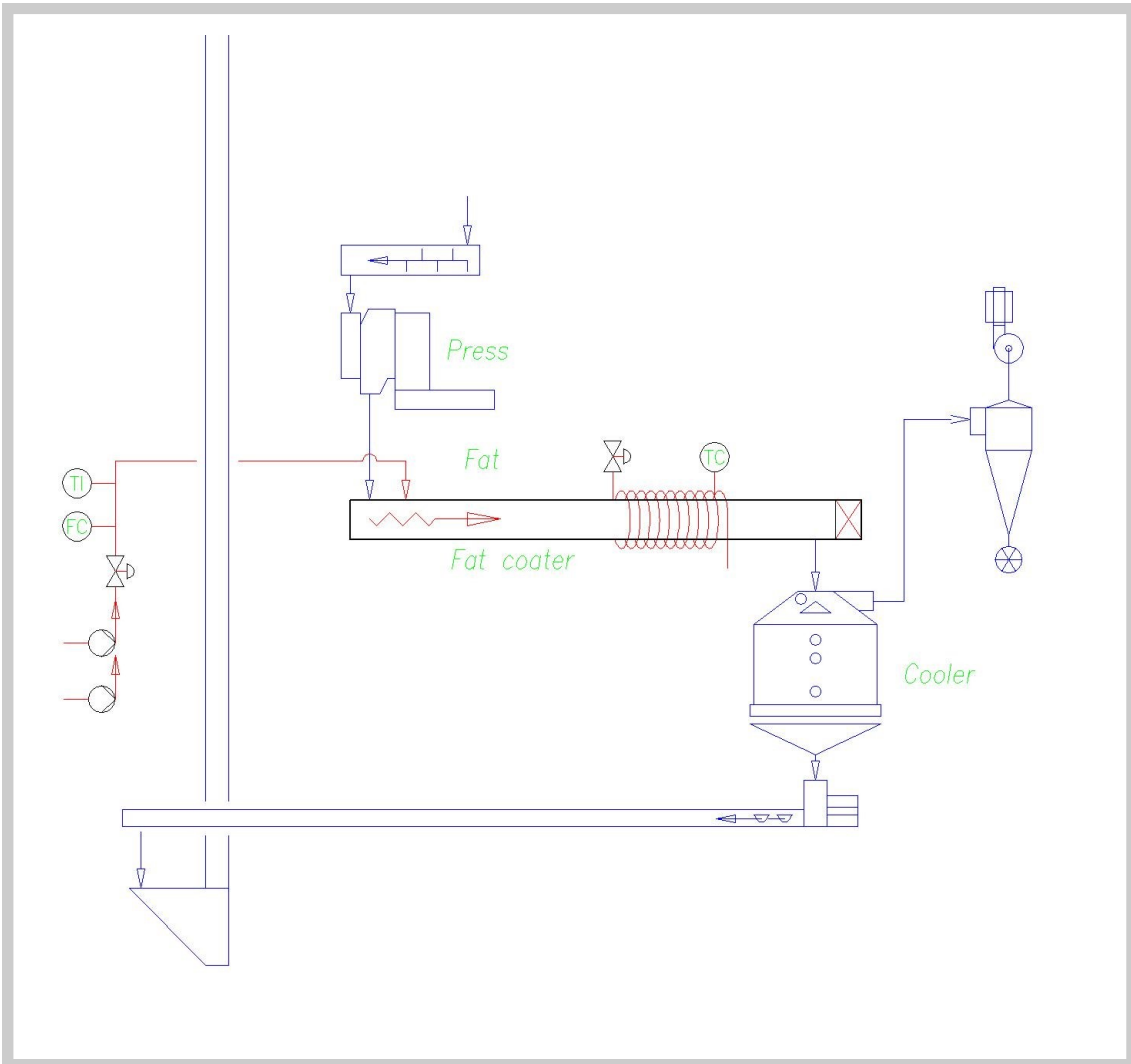 Press
Fat
TI
TC
FC
Fat coater
Cooler